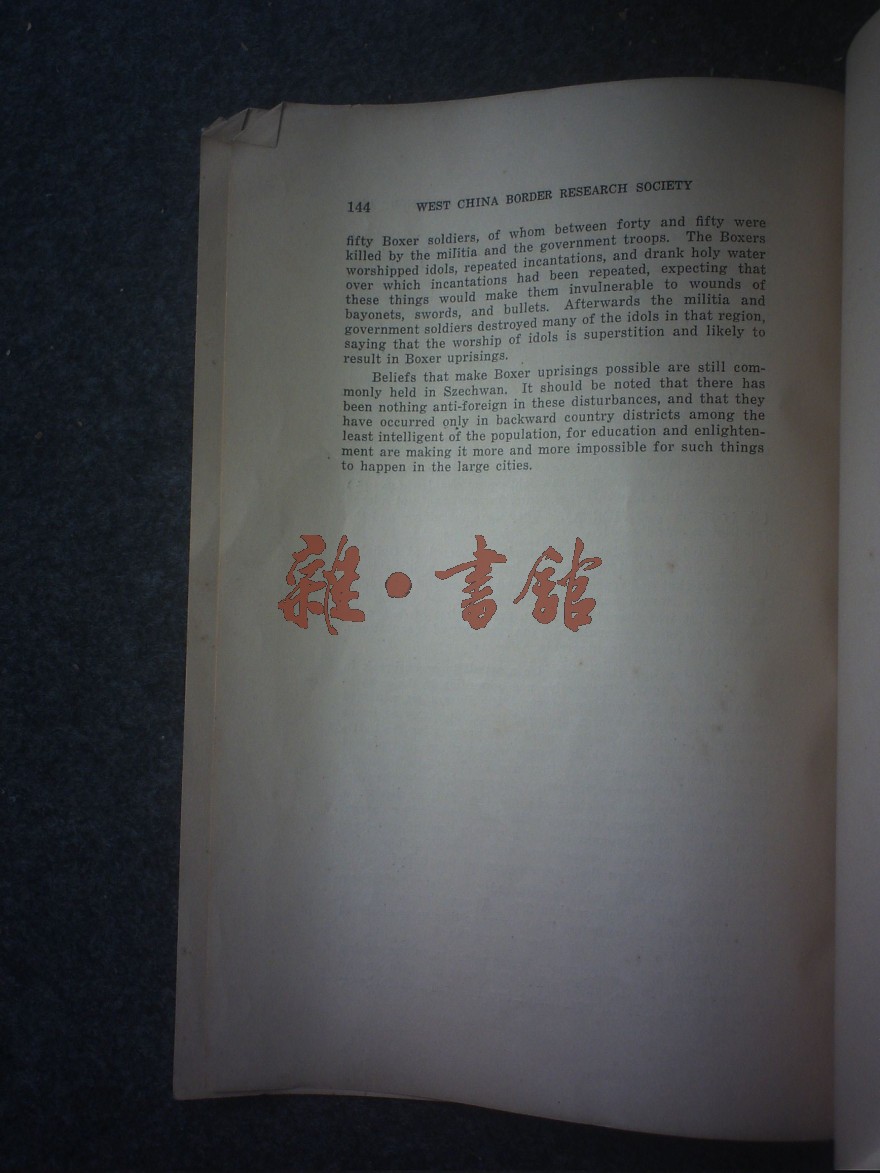 144 WEST CHINA BORDER RESEARCH SOCIETY
fifty Boxer soldiers, of whom between forty and fifty were
killed by the militia and the government troops. The Boxers
worshipped idols, repeated incantations, and drank holy water
over which incantations had been repeated, expecting that
these things would make them invulnerable to wounds of
bayonets, swords, and bullets. Afterwards the militia and
government soldiers destroyed many of the idols in that region,
saying that the worship of idols is superstition and likely to
result in Boxer uprisings.
Beliefs that make Boxer uprisings possible are still com-
monly held in Szechwan. It should be noted that there has
been nothing anti-foreign in these disturbances, and that they
have occurred only in backward country districts among the
least intelligent of the population, for education and enlighten-
ment are making it more and more impossible for such things
to happen in the large cities.
雜·書館